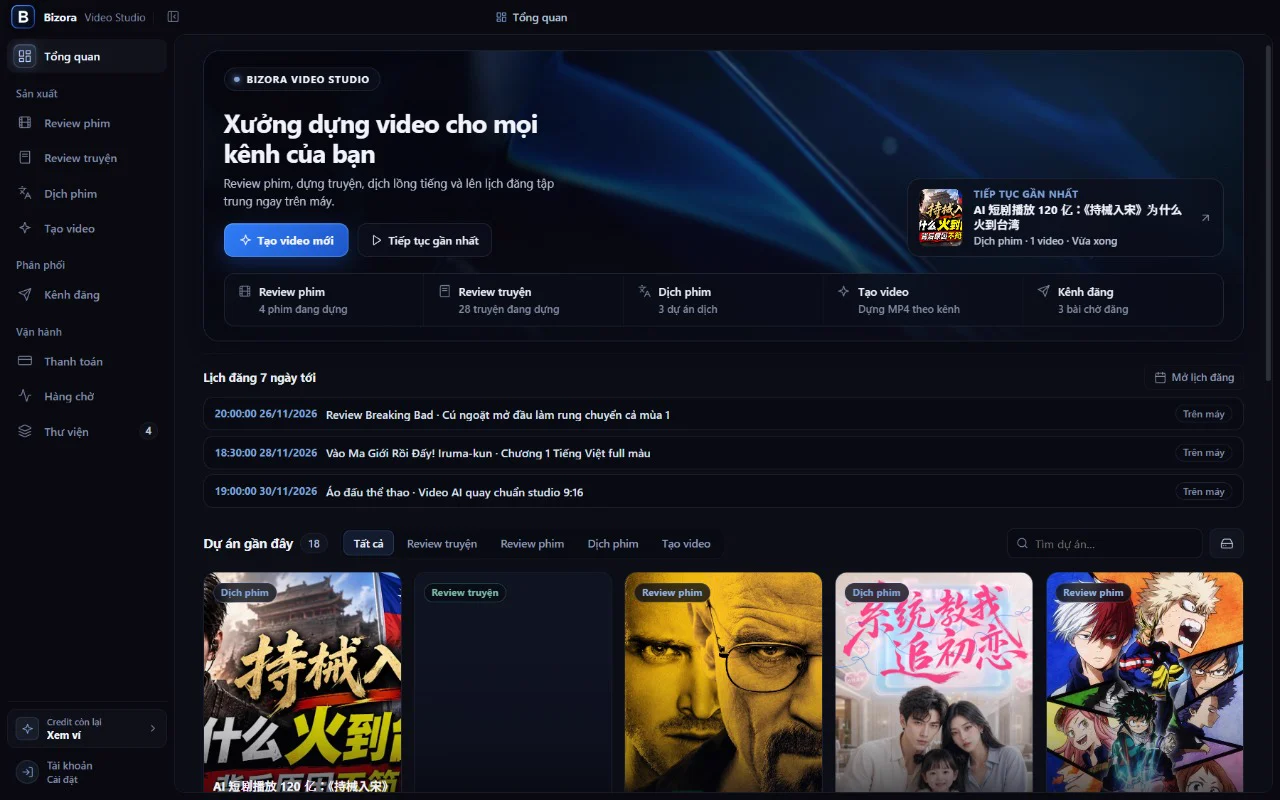 B Bizora Video Studio
Tổng quan
Tổng quan
Sản xuất
Review phim
Review truyện
Dịch phim
Tạo video
Phân phối
Kênh đăng
Vận hành
Thanh toán
Hàng chờ
Thư viện 4
Credit còn lại
Xem ví
Tài khoản
Cài đặt
BIZORA VIDEO STUDIO
Xưởng dựng video cho mọi
kênh của bạn
Review phim, dựng truyện, dịch lồng tiếng và lên lịch đăng tập
trung ngay trên máy.
Tạo video mới
Tiếp tục gần nhất
TIẾP TỤC GẦN NHẤT
AI 短剧播放 120 亿：《持械入宋》为什么
火到台湾
Dịch phim · 1 video · Vừa xong
Review phim
4 phim đang dựng
Review truyện
28 truyện đang dựng
Dịch phim
3 dự án dịch
Tạo video
Dựng MP4 theo kênh
Kênh đăng
3 bài chờ đăng
Lịch đăng 7 ngày tới
Mở lịch đăng
20:00:00 26/11/2026 Review Breaking Bad · Cú ngoặt mở đầu làm rung chuyển cả mùa 1 Trên máy
18:30:00 28/11/2026 Vào Ma Giới Rồi Đấy! Iruma-kun · Chương 1 Tiếng Việt full màu Trên máy
19:00:00 30/11/2026 Áo đấu thể thao · Video AI quay chuẩn studio 9:16 Trên máy
Dự án gần đây 18
Tất cả
Review truyện
Review phim
Dịch phim
Tạo video
Tìm dự án...
Dịch phim
持械入
什么火到
AI 短剧播放 120 亿：《持械入宋》
Review truyện
Review phim
Dịch phim
系统教我
追初恋
Review phim